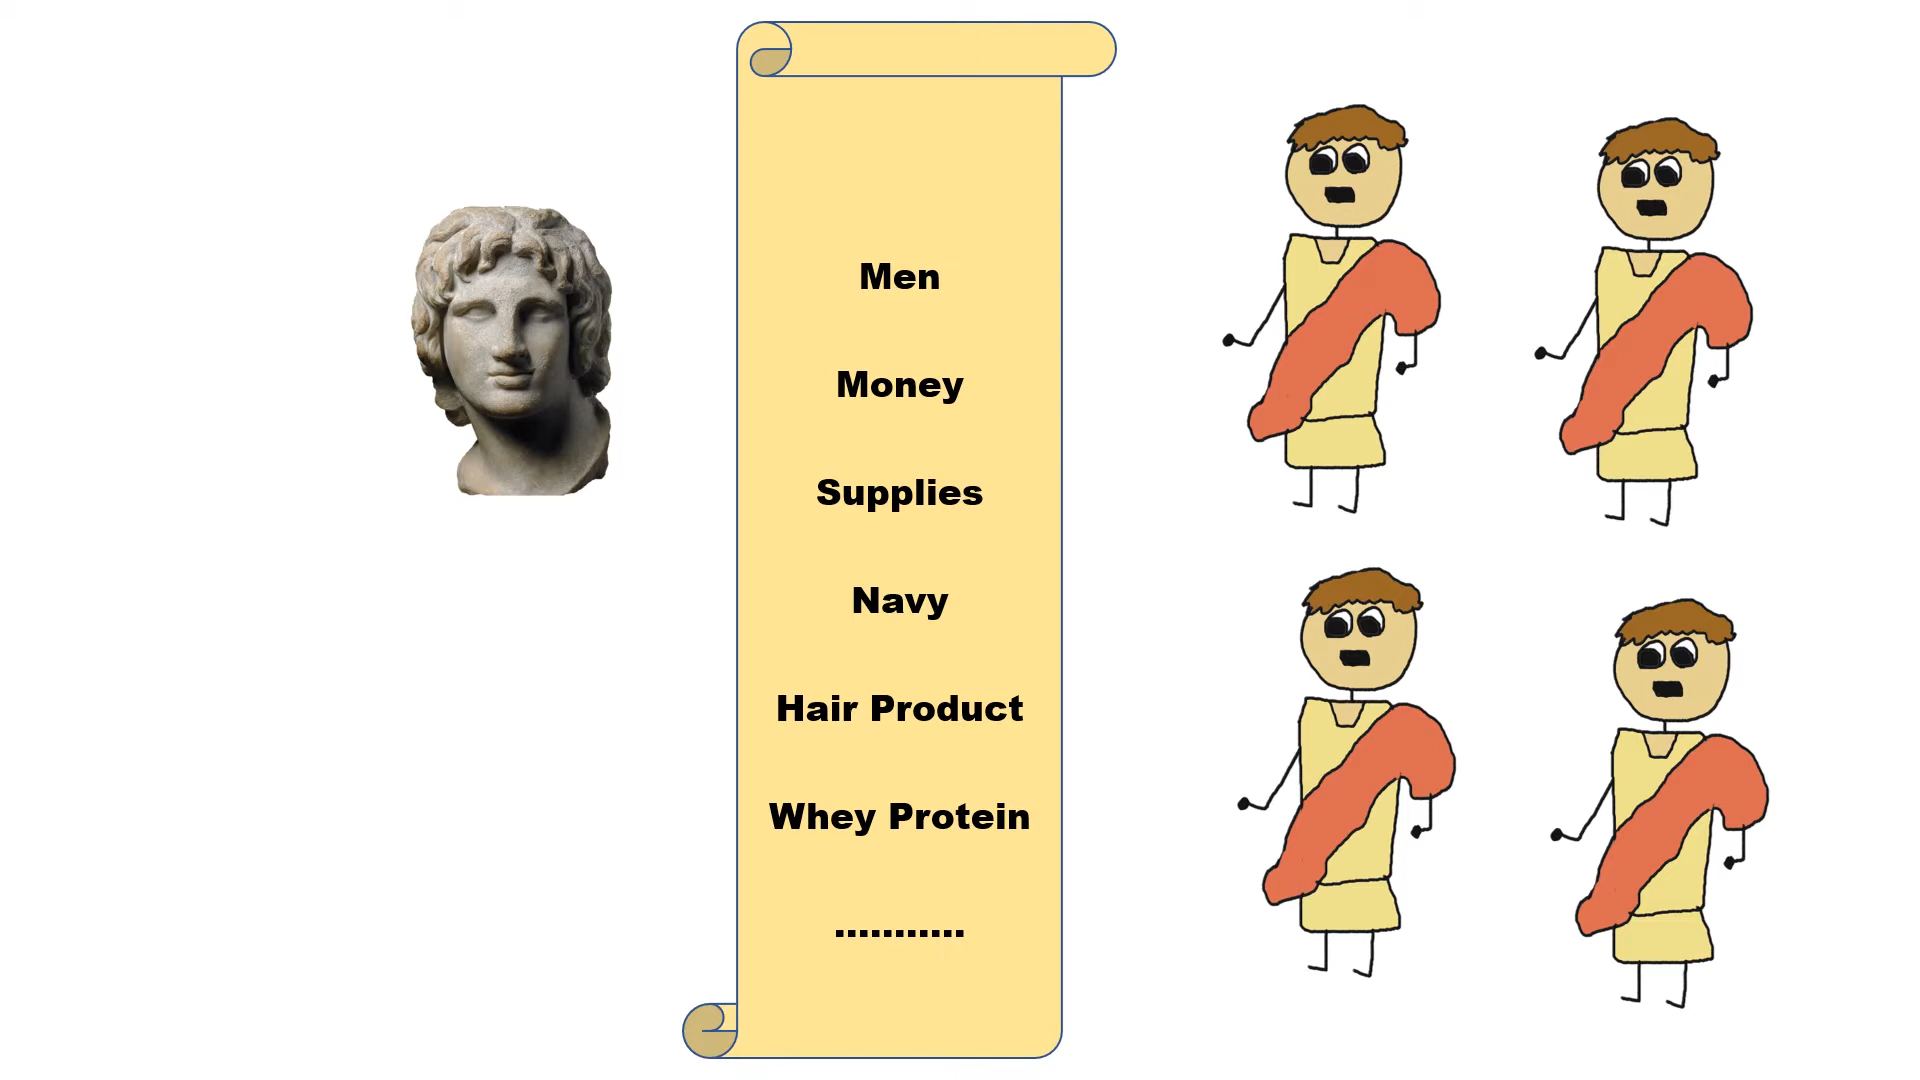 Men
Money
Supplies
Navy
Hair Product
Whey Protein
...........